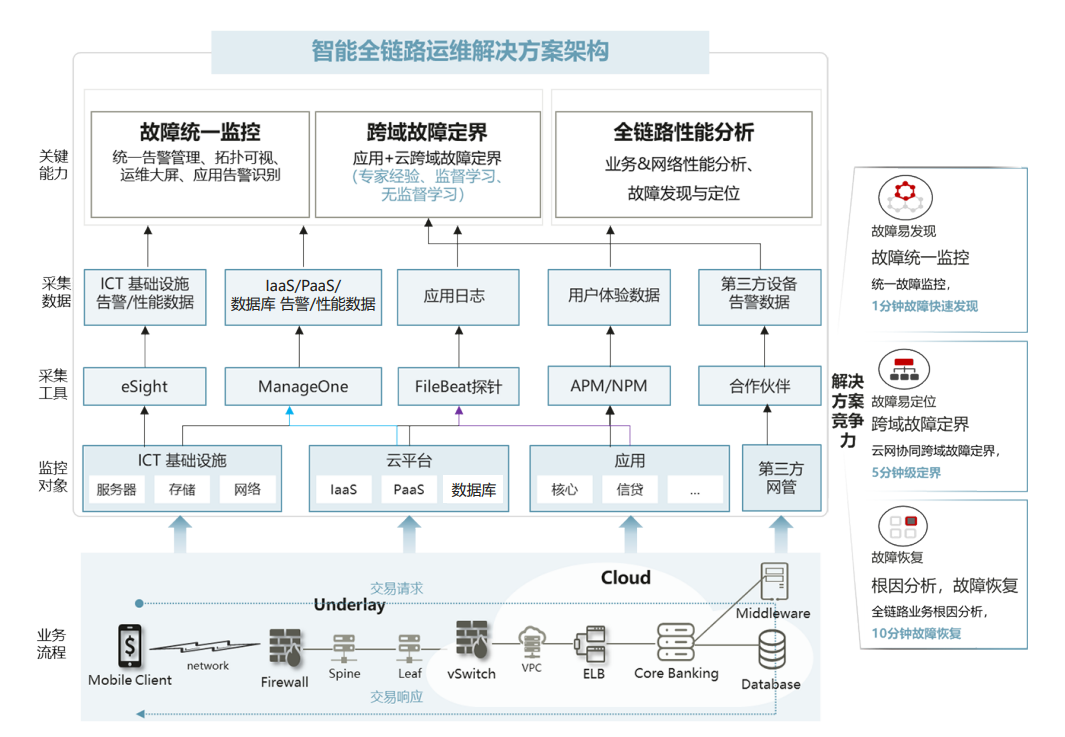 智能全链路运维解决方案架构
关键
能力
故障统一监控
统一告警管理、拓扑可视、
运维大屏、应用告警识别
跨域故障定界
应用+云跨域故障定界
(专家经验、监督学习、
无监督学习)
全链路性能分析
业务&网络性能分析、
故障发现与定位
采集
数据
ICT 基础设施
告警/性能数据
IaaS/PaaS/
数据库 告警/性能数据
应用日志
用户体验数据
第三方设备
告警数据
采集
工具
eSight
ManageOne
FileBeat探针
APM/NPM
合作伙伴
监控
对象
ICT 基础设施
服务器
存储
网络
云平台
IaaS
PaaS
数据库
应用
核心
信贷
...
第三方
网管
业务
流程
交易请求
Underlay
Cloud
Mobile Client
network
Firewall
Spine
Leaf
vSwitch
VPC
ELB
Core Banking
Middleware
Database
交易响应
解决
方案
竞争
力
故障易发现
故障统一监控
统一故障监控，
1分钟故障快速发现
故障易定位
跨域故障定界
云网协同跨域故障定界，
5分钟级定界
故障恢复
根因分析，故障恢复
全链路业务根因分析，
10分钟故障恢复